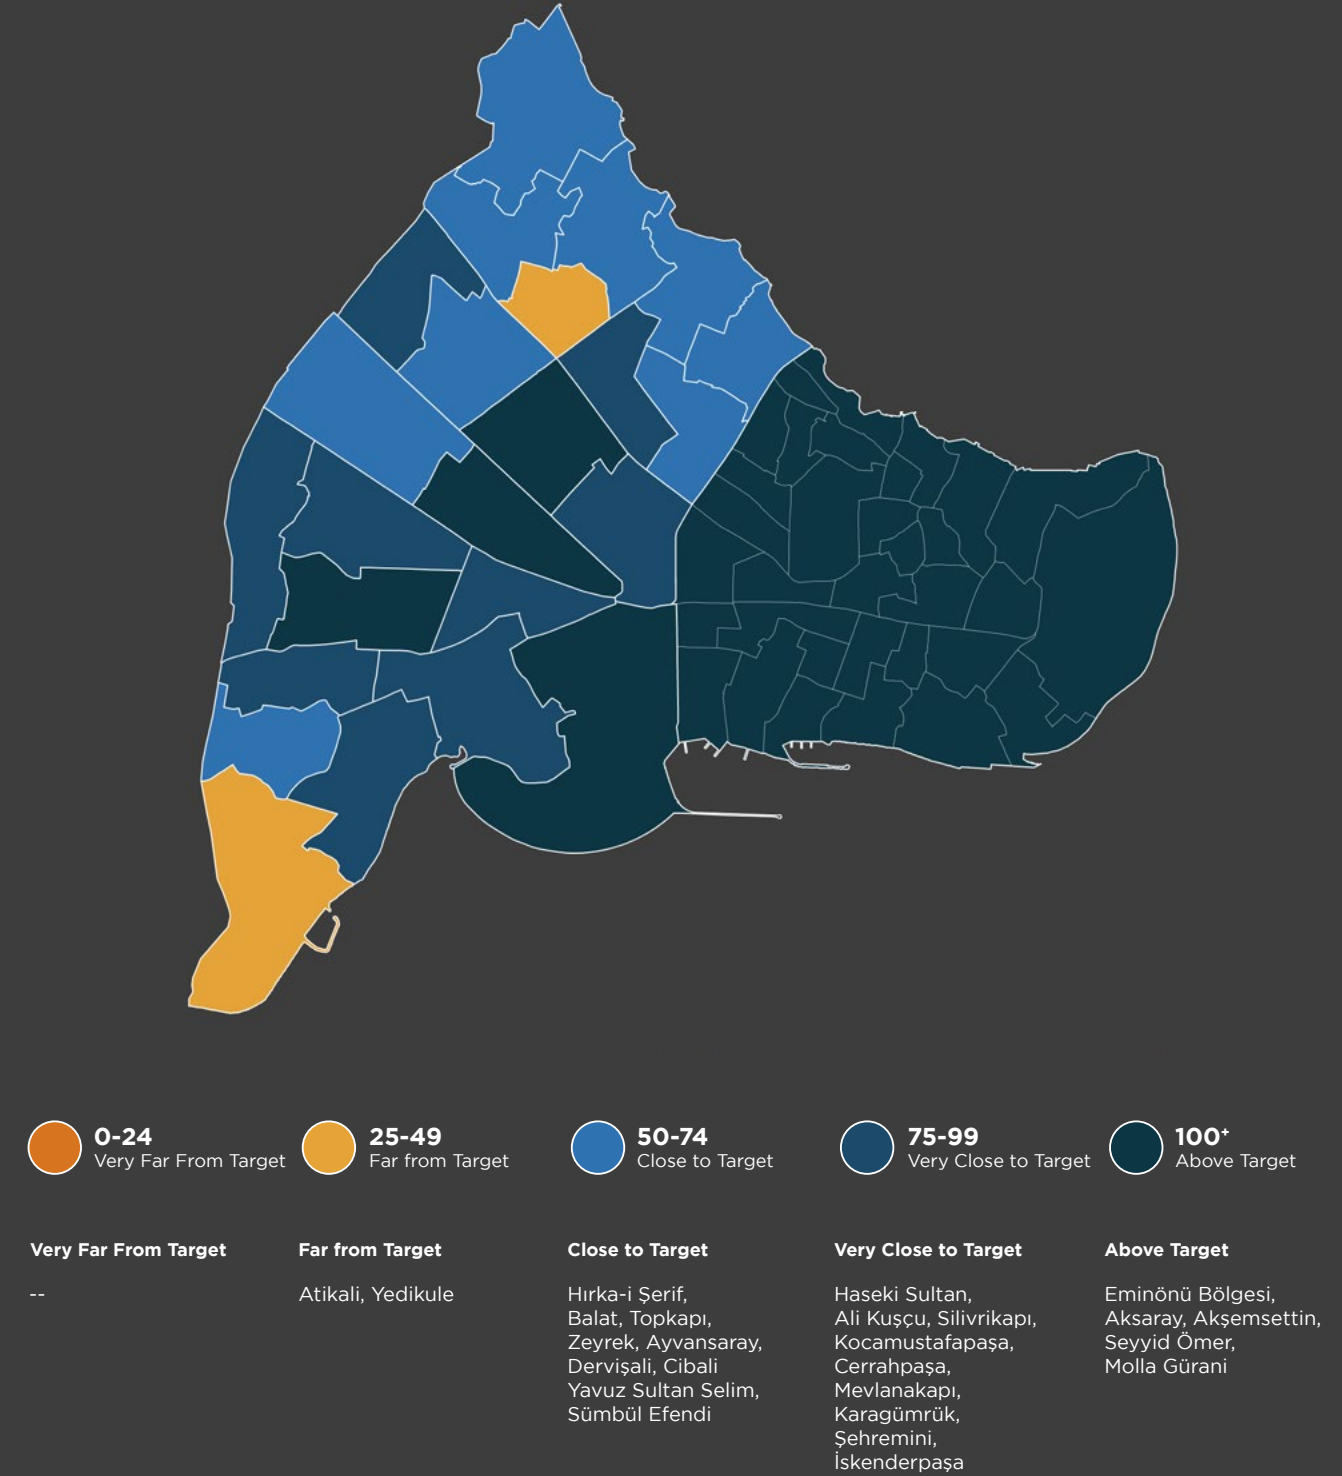 0-24
Very Far From Target
25-49
Far from Target
50-74
Close to Target
75-99
Very Close to Target
100+
Above Target
Very Far From Target
--
Far from Target
Atikali, Yedikule
Close to Target
Hırka-i Şerif,
Balat, Topkapı,
Zeyrek, Ayvansaray,
Dervişali, Cibali
Yavuz Sultan Selim,
Sümbül Efendi
Very Close to Target
Haseki Sultan,
Ali Kuşçu, Silivrikapı,
Kocamustafapaşa,
Cerrahpaşa,
Mevlanakapı,
Karagümrük,
Şehremini,
İskenderpaşa
Above Target
Eminönü Bölgesi,
Aksaray, Akşemsettin,
Seyyid Ömer,
Molla Gürani